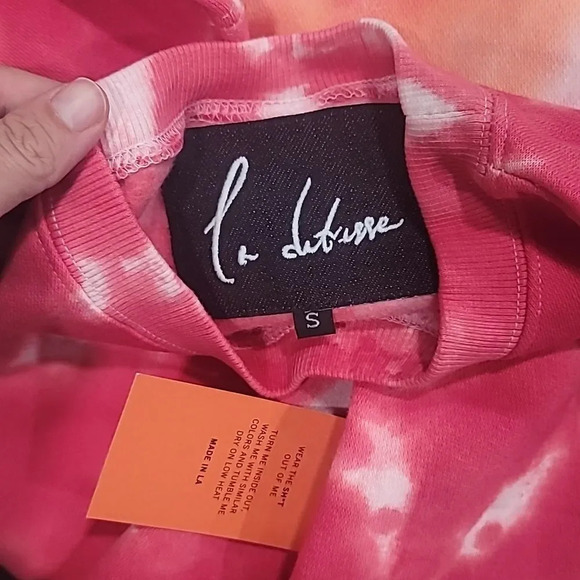 la detresse
S
WEAR THE SH*T
OUT OF ME
TURN ME INSIDE OUT
WASH ME WITH SIMILAR
COLORS AND TUMBLE
DRY ON LOW HEAT
MADE IN LA